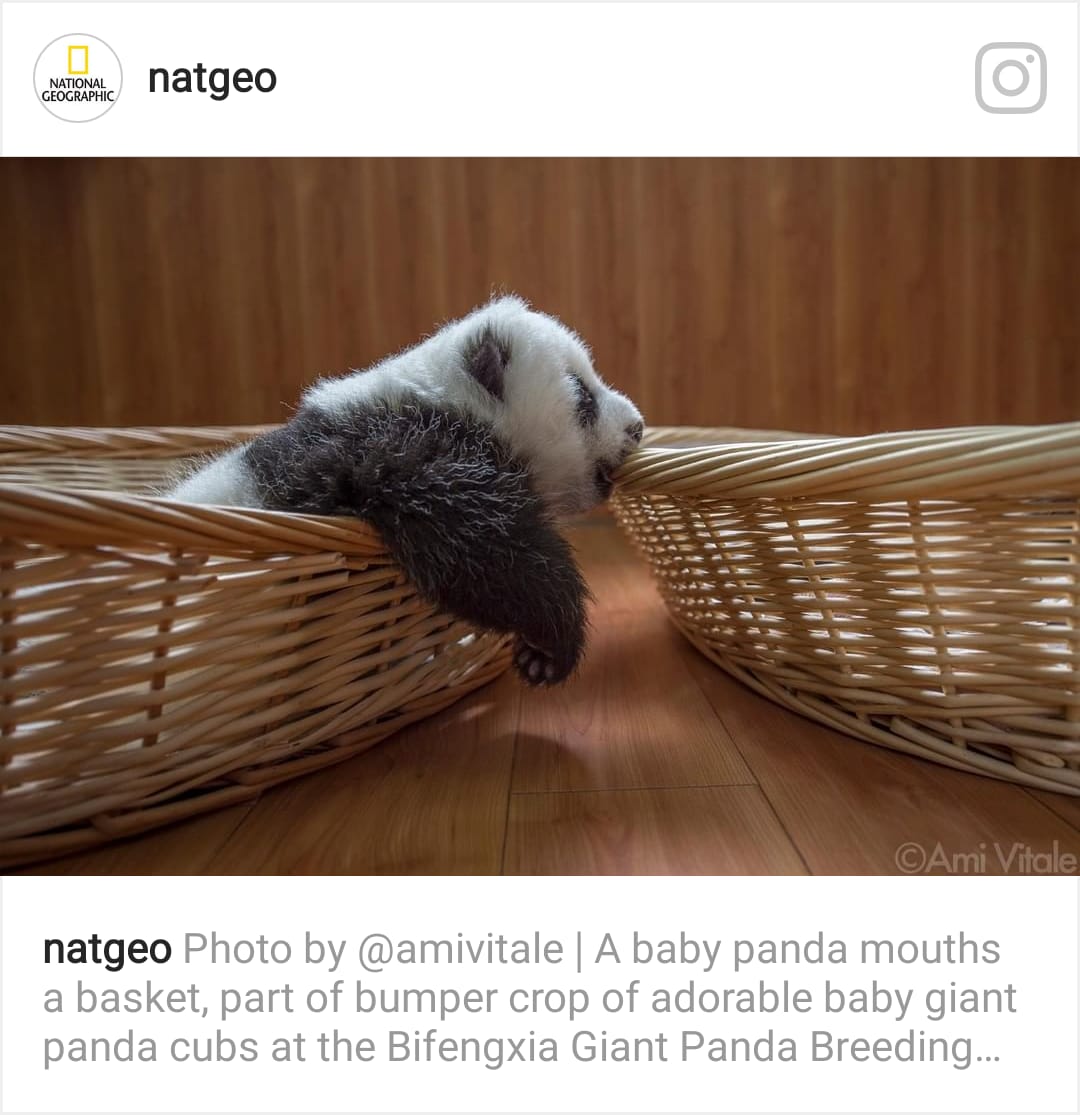 NATIONAL
GEOGRAPHIC
natgeo
©Ami Vitale
natgeo Photo by @amivitale | A baby panda mouths
a basket, part of bumper crop of adorable baby giant
panda cubs at the Bifengxia Giant Panda Breeding...